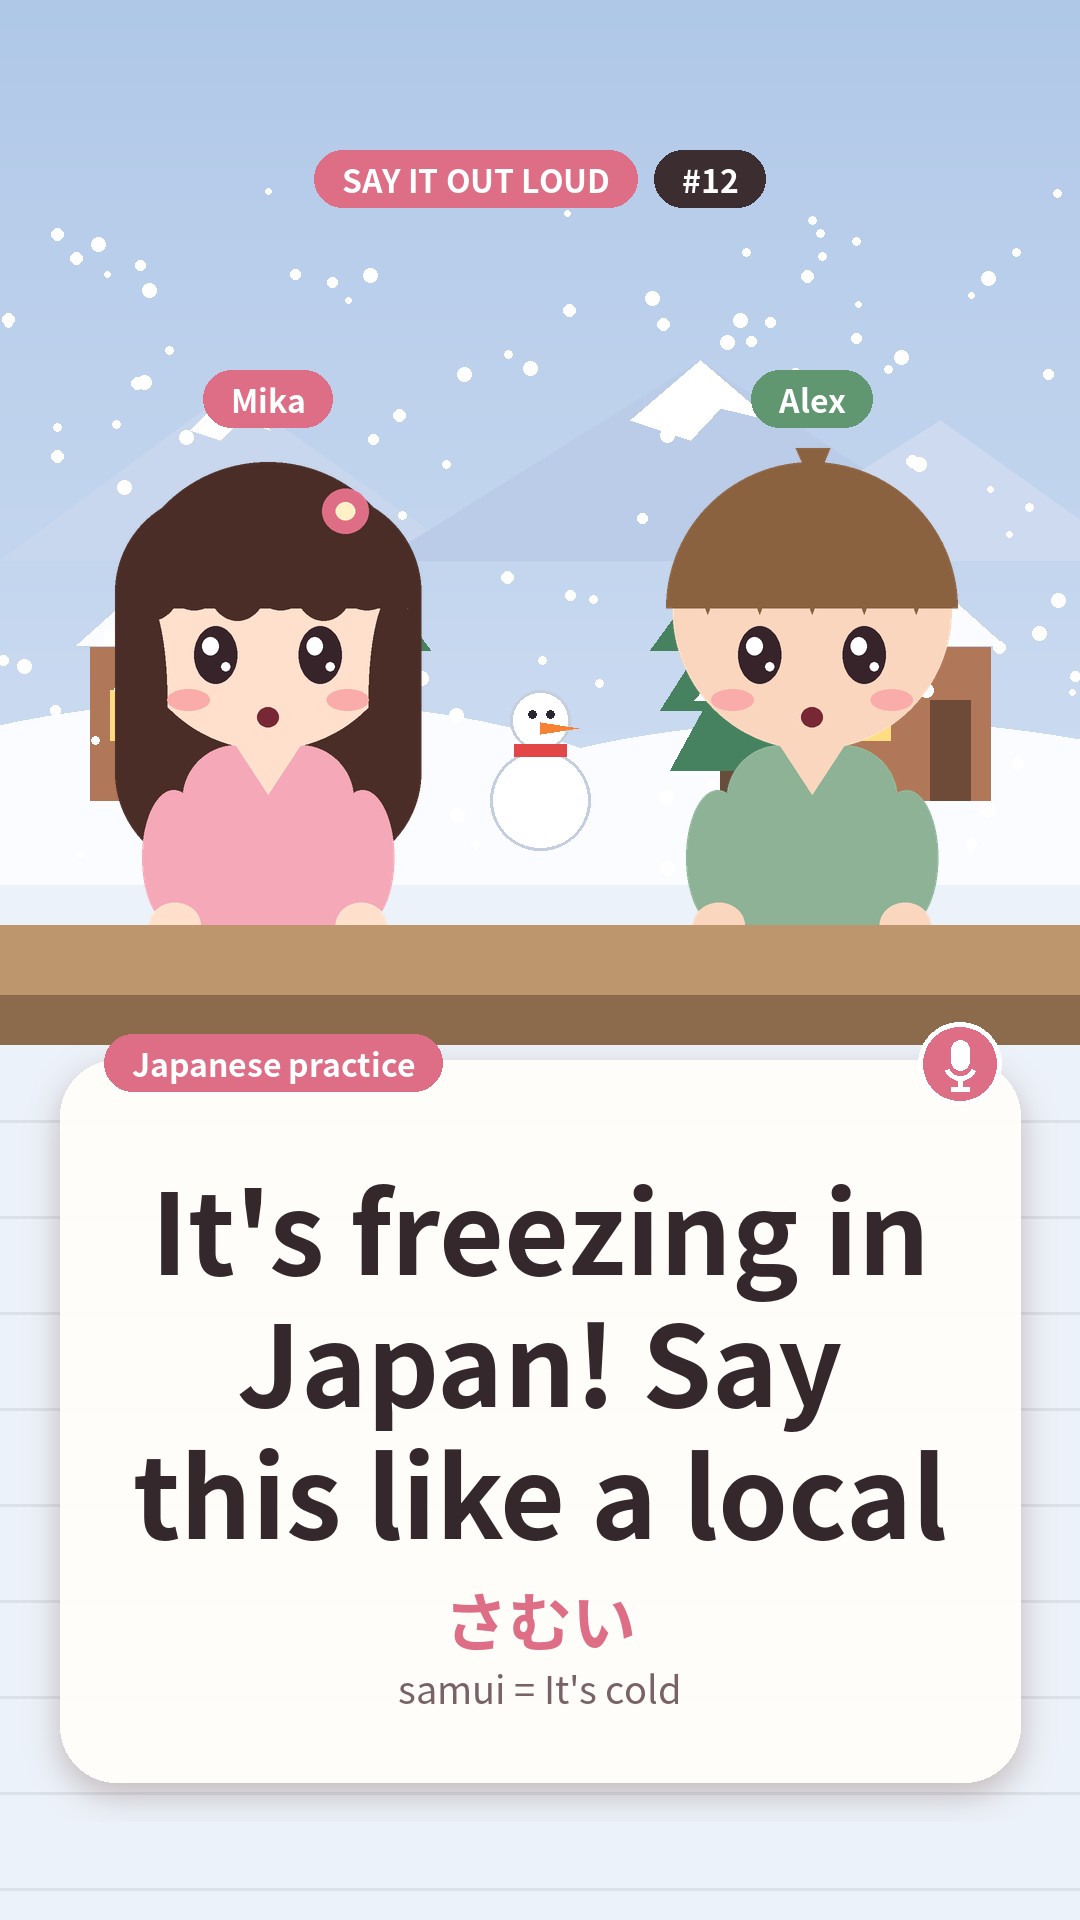 SAY IT OUT LOUD #12
Mika Alex
Japanese practice
It's freezing in
Japan! Say
this like a local
さむい
samui = It's cold